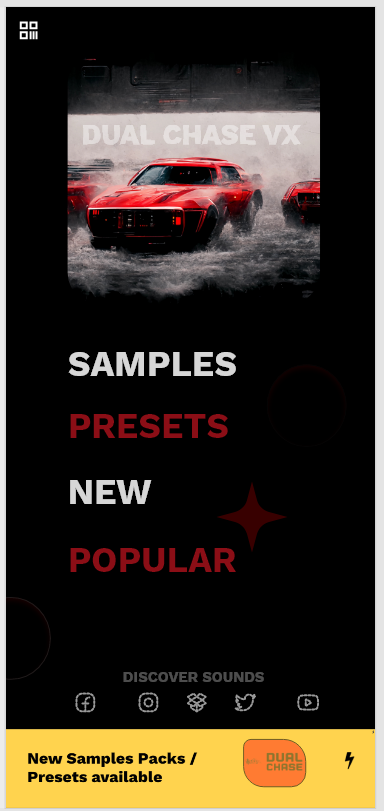 DUAL CHASE VX
SAMPLES
PRESETS
NEW
POPULAR
DISCOVER SOUNDS
New Samples Packs /
Presets available
DUAL
CHASE